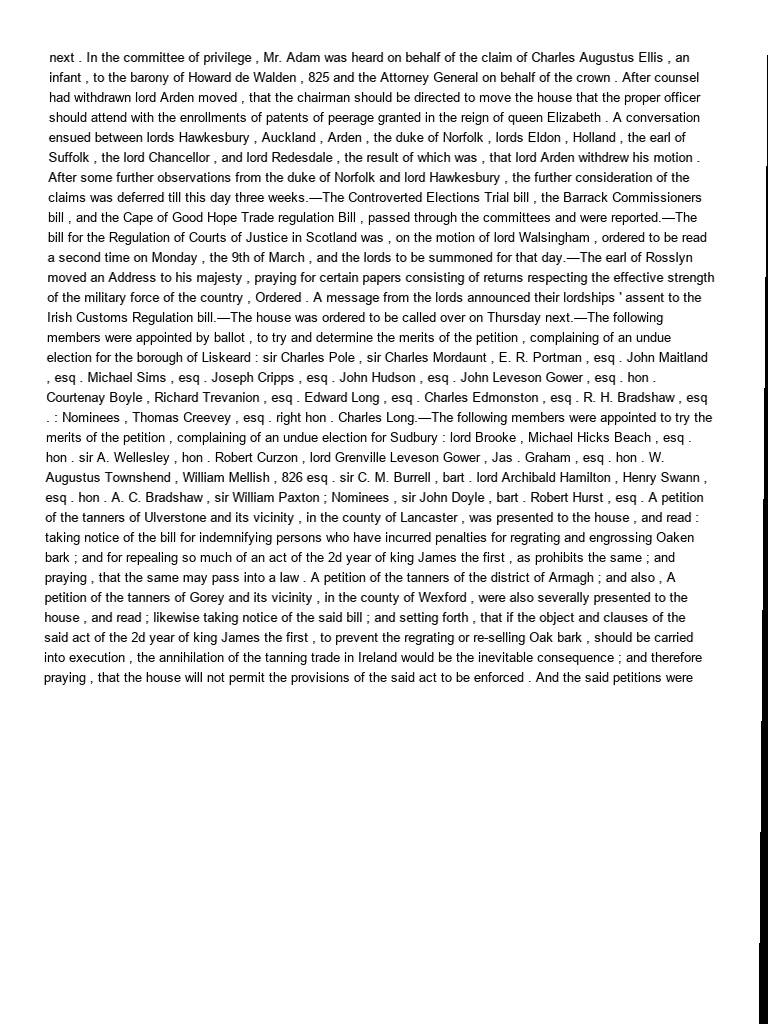 next . In the committee of privilege , Mr. Adam was heard on behalf of the claim of Charles Augustus Ellis , an
infant , to the barony of Howard de Walden , 825 and the Attorney General on behalf of the crown . After counsel
had withdrawn lord Arden moved , that the chairman should be directed to move the house that the proper officer
should attend with the enrollments of patents of peerage granted in the reign of queen Elizabeth . A conversation
ensued between lords Hawkesbury , Auckland , Arden , the duke of Norfolk , lords Eldon , Holland , the earl of
Suffolk , the lord Chancellor , and lord Redesdale , the result of which was , that lord Arden withdrew his motion .
After some further observations from the duke of Norfolk and lord Hawkesbury , the further consideration of the
claims was deferred till this day three weeks.—The Controverted Elections Trial bill , the Barrack Commissioners
bill , and the Cape of Good Hope Trade regulation Bill , passed through the committees and were reported.—The
bill for the Regulation of Courts of Justice in Scotland was , on the motion of lord Walsingham , ordered to be read
a second time on Monday , the 9th of March , and the lords to be summoned for that day.—The earl of Rosslyn
moved an Address to his majesty , praying for certain papers consisting of returns respecting the effective strength
of the military force of the country , Ordered . A message from the lords announced their lordships ' assent to the
Irish Customs Regulation bill.—The house was ordered to be called over on Thursday next.—The following
members were appointed by ballot , to try and determine the merits of the petition , complaining of an undue
election for the borough of Liskeard : sir Charles Pole , sir Charles Mordaunt , E. R. Portman , esq . John Maitland
, esq . Michael Sims , esq . Joseph Cripps , esq . John Hudson , esq . John Leveson Gower , esq . hon .
Courtenay Boyle , Richard Trevanion , esq . Edward Long , esq . Charles Edmonston , esq . R. H. Bradshaw , esq
. : Nominees , Thomas Creevey , esq . right hon . Charles Long.—The following members were appointed to try the
merits of the petition , complaining of an undue election for Sudbury : lord Brooke , Michael Hicks Beach , esq .
hon . sir A. Wellesley , hon . Robert Curzon , lord Grenville Leveson Gower , Jas . Graham , esq . hon . W.
Augustus Townshend , William Mellish , 826 esq . sir C. M. Burrell , bart . lord Archibald Hamilton , Henry Swann ,
esq . hon . A. C. Bradshaw , sir William Paxton ; Nominees , sir John Doyle , bart . Robert Hurst , esq . A petition
of the tanners of Ulverstone and its vicinity , in the county of Lancaster , was presented to the house , and read :
taking notice of the bill for indemnifying persons who have incurred penalties for regrating and engrossing Oaken
bark ; and for repealing so much of an act of the 2d year of king James the first , as prohibits the same ; and
praying , that the same may pass into a law . A petition of the tanners of the district of Armagh ; and also , A
petition of the tanners of Gorey and its vicinity , in the county of Wexford , were also severally presented to the
house , and read ; likewise taking notice of the said bill ; and setting forth , that if the object and clauses of the
said act of the 2d year of king James the first , to prevent the regrating or re-selling Oak bark , should be carried
into execution , the annihilation of the tanning trade in Ireland would be the inevitable consequence ; and therefore
praying , that the house will not permit the provisions of the said act to be enforced . And the said petitions were